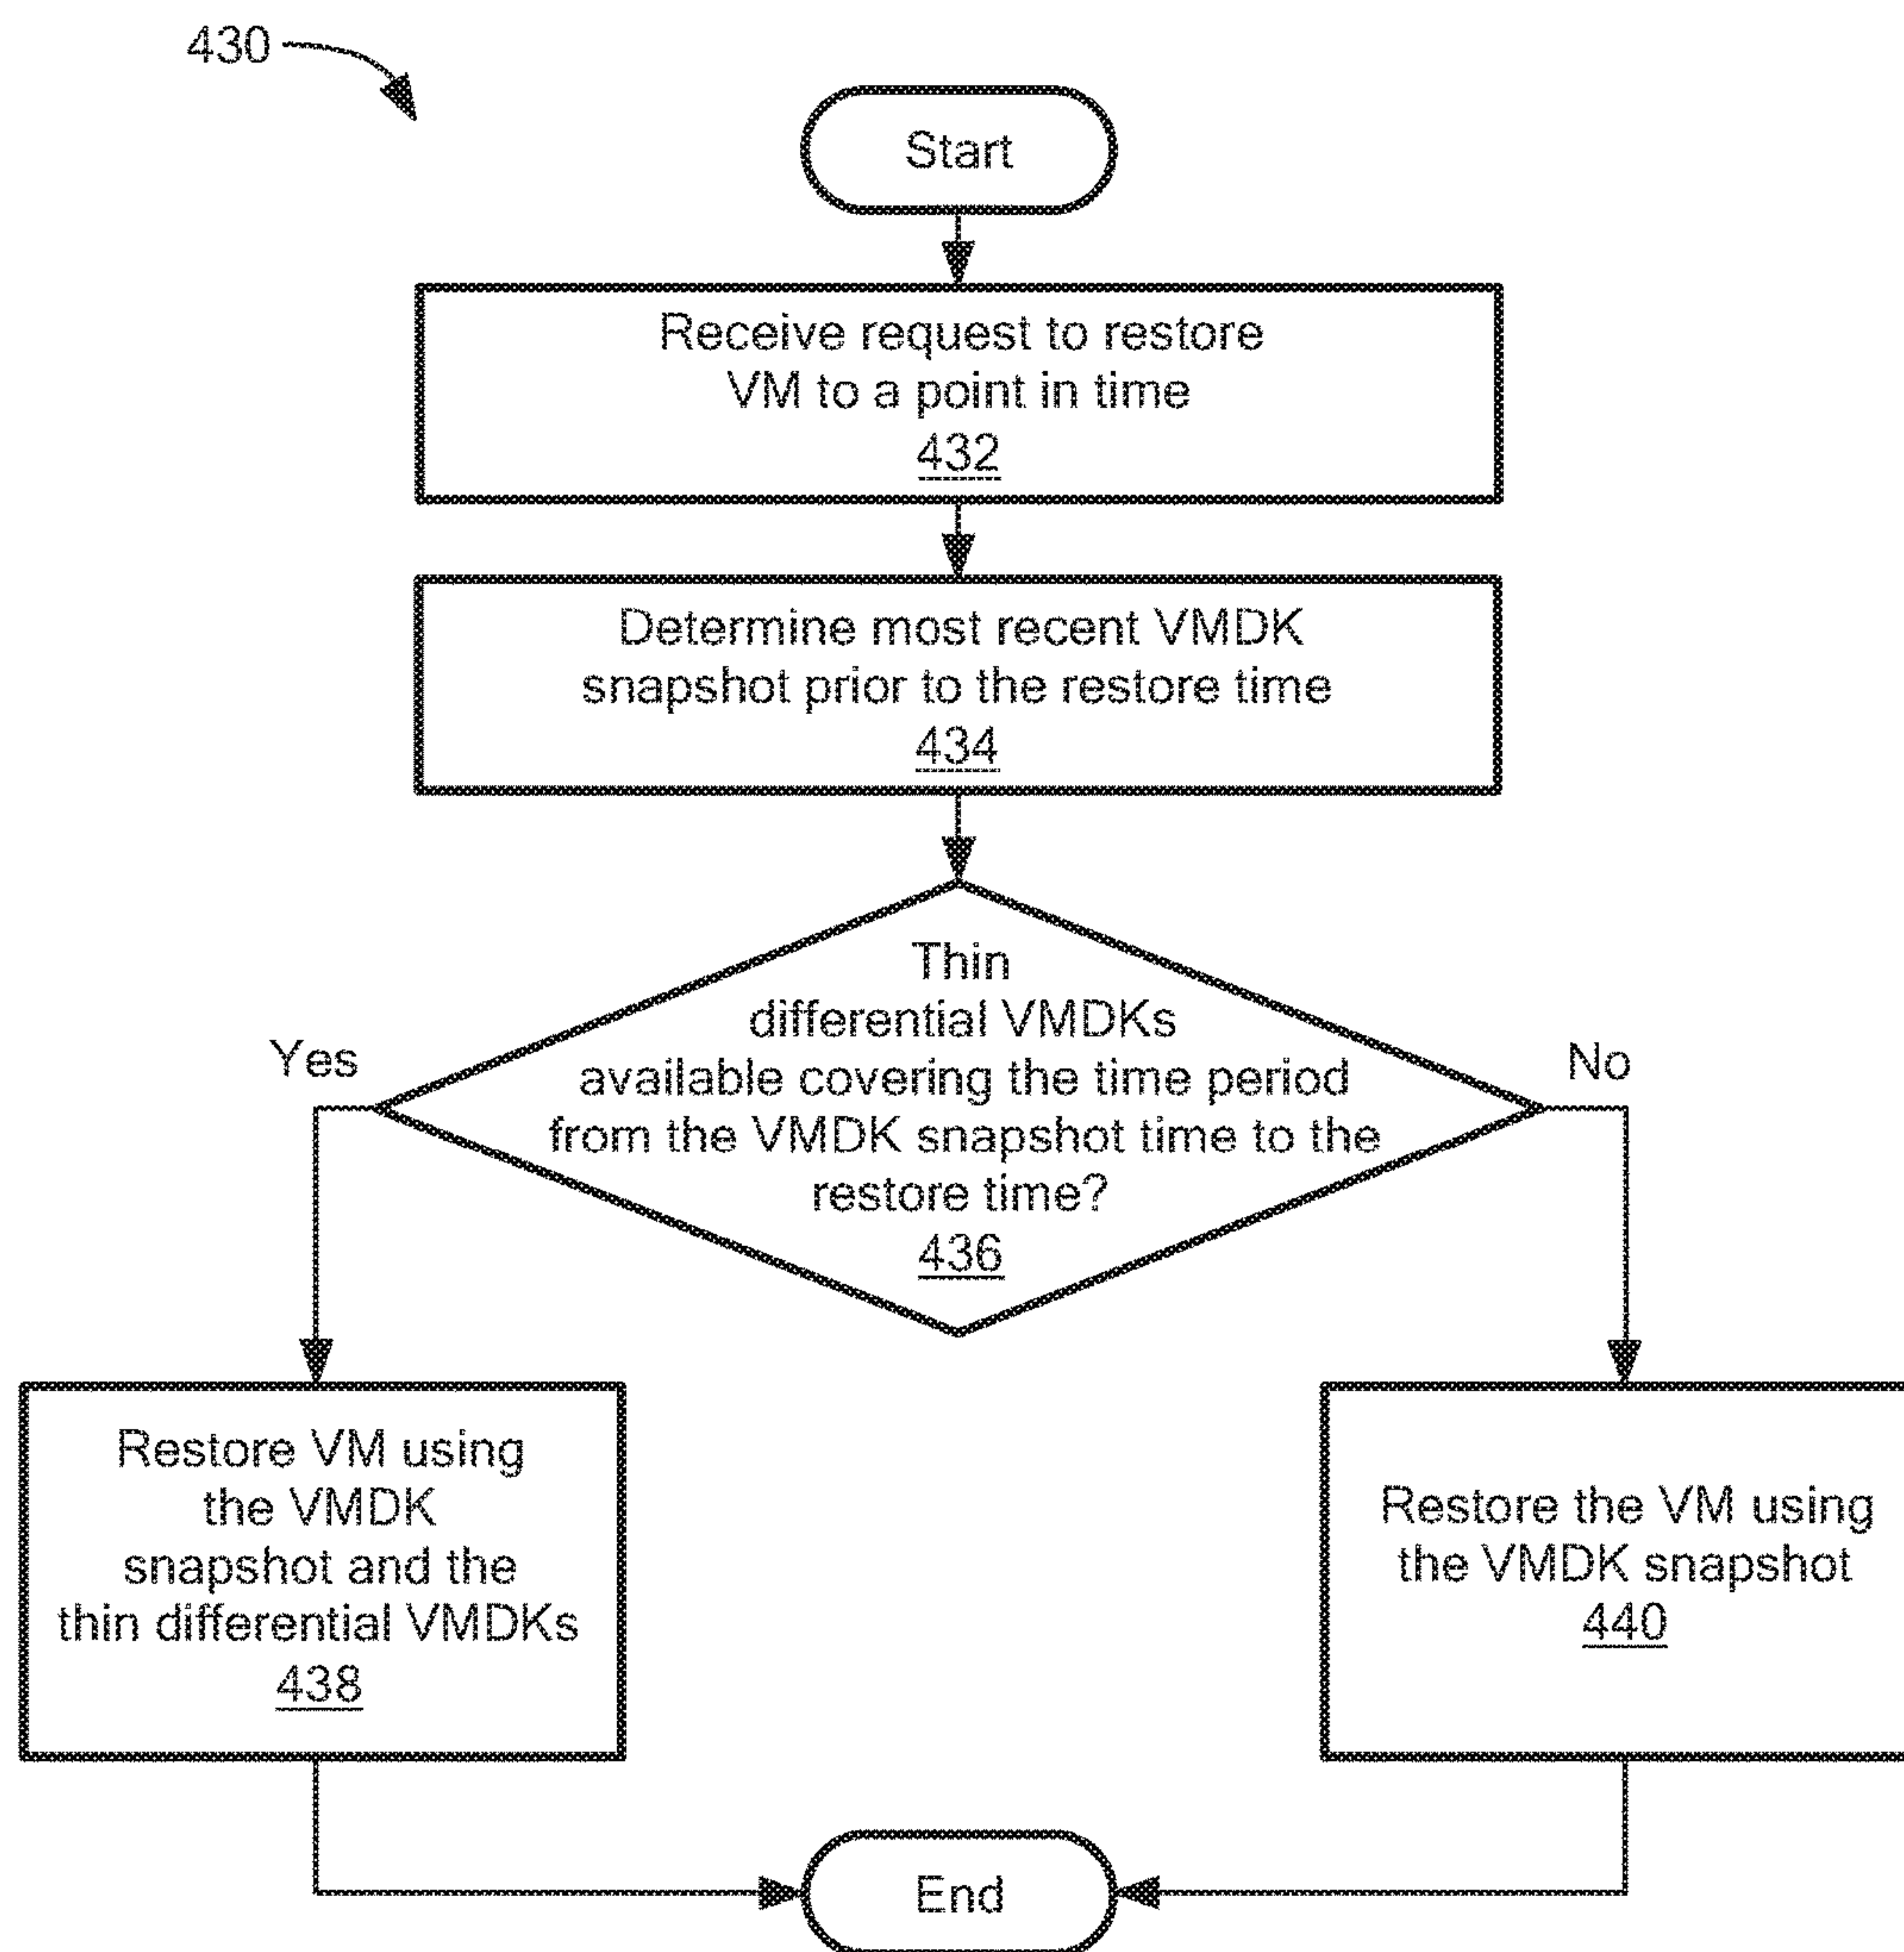 430
Start
Receive request to restore
VM to a point in time
432
Determine most recent VMDK
snapshot prior to the restore time
434
Thin
differential VMDKs
available covering the time period
from the VMDK snapshot time to the
restore time?
436
Yes
No
Restore VM using
the VMDK
snapshot and the
thin differential VMDKs
438
Restore the VM using
the VMDK snapshot
440
End